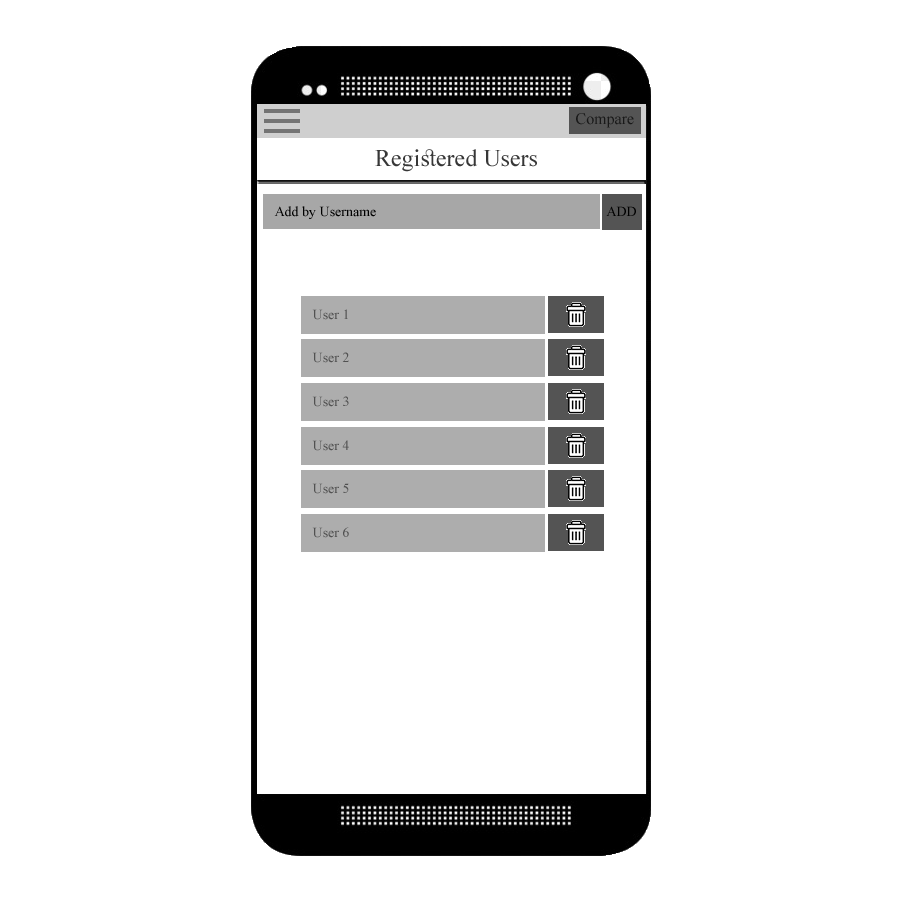 Compare
Registered Users
Add by Username ADD
User 1
User 2
User 3
User 4
User 5
User 6